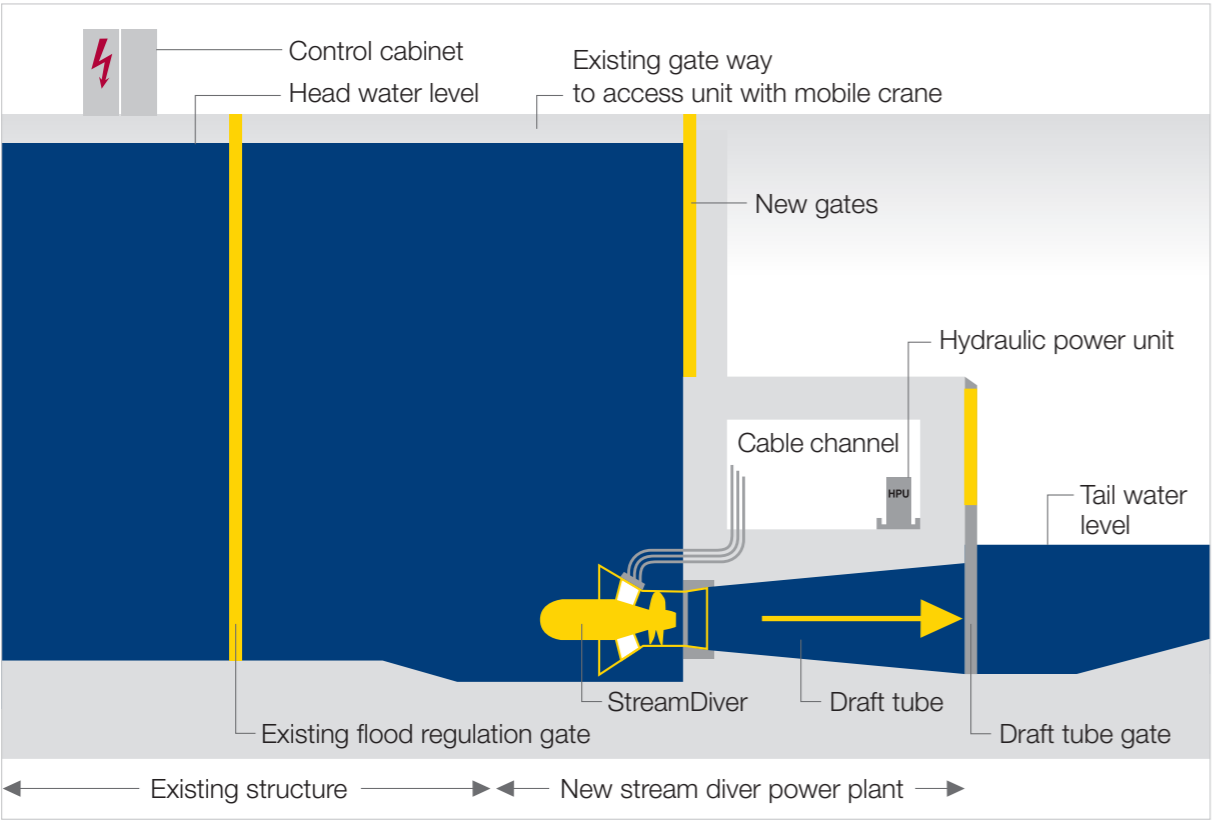 Control cabinet
Head water level
Existing gate way
to access unit with mobile crane
New gates
Hydraulic power unit
Cable channel
HPU
Tail water
level
StreamDiver
Draft tube
Existing flood regulation gate
Draft tube gate
Existing structure
New stream diver power plant